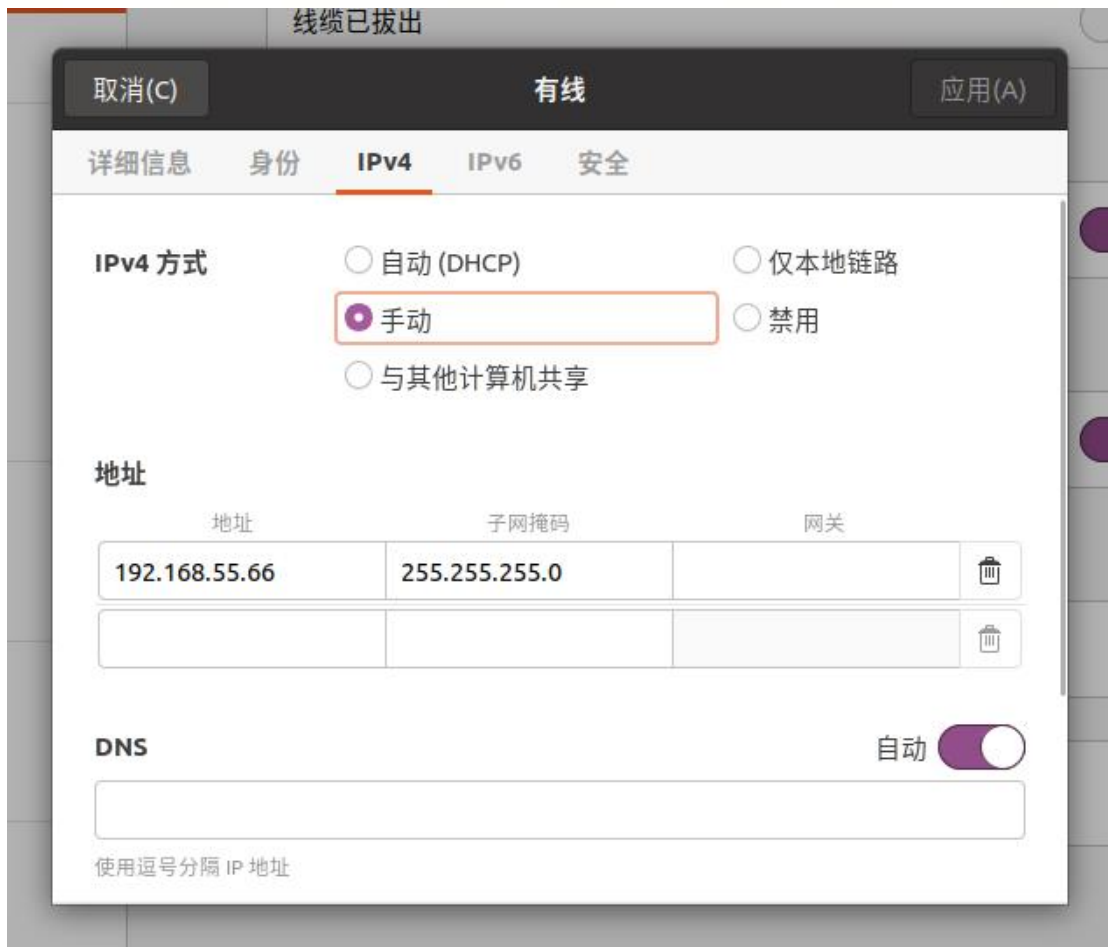 线缆已拔出
取消(C) 有线 应用(A)
详细信息 身份 IPv4 IPv6 安全
IPv4 方式 自动 (DHCP) 仅本地链路
手动 禁用
与其他计算机共享
地址
地址 子网掩码 网关
192.168.55.66 255.255.255.0
DNS 自动
使用逗号分隔 IP 地址